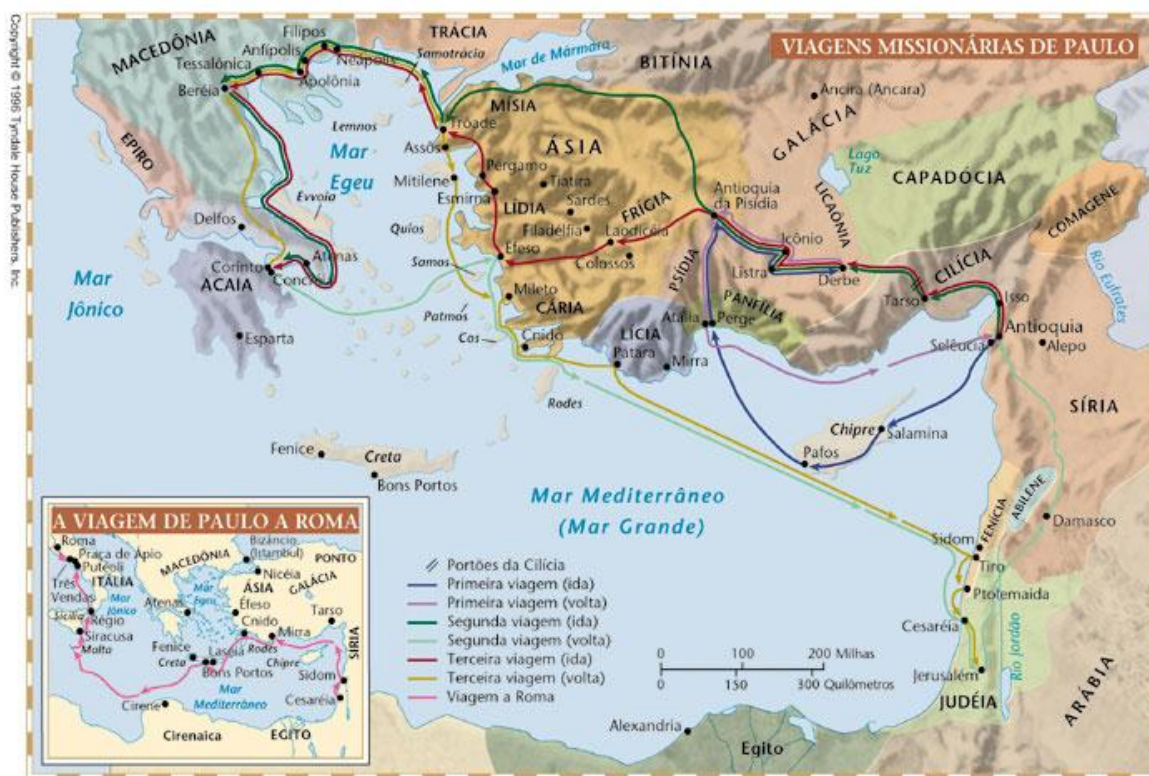 Copyright © 1996 Tyndale House Publishers, Inc
VIAGENS MISSIONÁRIAS DE PAULO
MACEDÔNIA
Filipos
TRÁCIA
Anfípolis
Neápolis
Samotrácia
Mar de Mármara
BITÍNIA
Tessalônica
Apolônia
Beréia
Ancira (Ancara)
GALÁCIA
MÍSIA
Lemnos
Trôade
EPIRO
Mar
Egeu
Assôs
ÁSIA
Lago
Tuz
CAPADÓCIA
Pérgamo
Tiatira
Mitilene
Esmirna
Sardes
Antioquia
da Pisídia
LICAÔNIA
COMAGENE
Evvoia
LÍDIA
FRÍGIA
Delfos
Quios
Filadélfia
Laodicéia
Icônio
Atenas
Éfeso
Colossos
Listra
Derbe
CILÍCIA
Rio Eufrates
Mar
Jônico
Corinto
Samos
PSÍDIA
Tarso
Isso
ACAIA
Concréia
Mileto
CÁRIA
PANFÍLIA
Patmos
LÍCIA
Atália
Perge
Antioquia
Esparta
Cos
Cnido
Selêucia
Alepo
Pátara
Mirra
Rodes
Chipre
Salamina
SÍRIA
Fenice
Creta
Pafos
Bons Portos
Mar Mediterrâneo
(Mar Grande)
FENÍCIA
ABILENE
Damasco
Sidom
Tiro
Ptolemaida
Cesaréia
Rio Jordão
Jerusalém
JUDÉIA
ARÁBIA
Alexandria
Egito
Portões da Cilícia
Primeira viagem (ida)
Primeira viagem (volta)
Segunda viagem (ida)
Segunda viagem (volta)
Terceira viagem (ida)
Terceira viagem (volta)
Viagem a Roma
0 100 200 Milhas
0 150 300 Quilômetros
A VIAGEM DE PAULO A ROMA
Roma
Praça de Ápio
Putéoli
MACEDÔNIA
Bizâncio
(Istambul)
PONTO
Três
Vendas
ITÁLIA
Nicéia
GALÁCIA
Mar
Jônico
Mar
Egeu
ÁSIA
Sicília
Régio
Atenas
Éfeso
Tarso
Siracusa
Cnido
Mirra
SÍRIA
Malta
Fenice
Laséia
Rodes
Creta
Chipre
Bons Portos
Sidom
Mar
Mediterrâneo
Cesaréia
Cirene
Cirenaica
EGITO